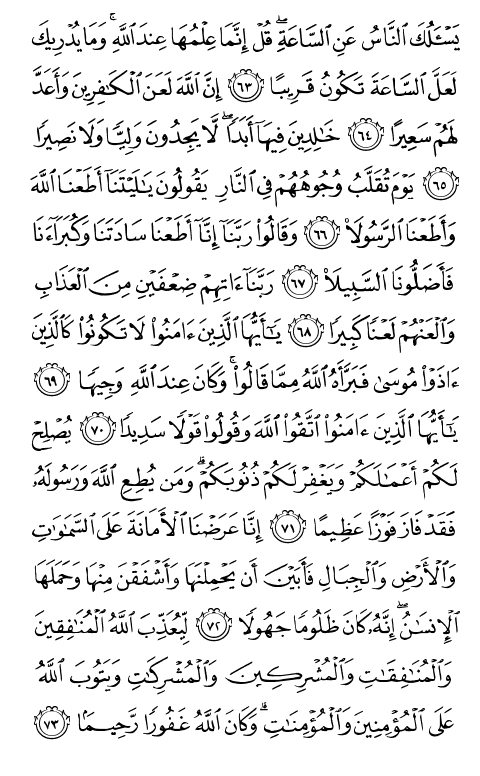 يَسْـَٔلُكَ ٱلنَّاسُ عَنِ ٱلسَّاعَةِۖ قُلْ إِنَّمَا عِلْمُهَا عِندَ ٱللَّهِۚ وَمَا يُدْرِيكَ
لَعَلَّ ٱلسَّاعَةَ تَكُونُ قَرِيبًا ٦٣ إِنَّ ٱللَّهَ لَعَنَ ٱلْكَٰفِرِينَ وَأَعَدَّ
لَهُمْ سَعِيرًا ٦٤ خَٰلِدِينَ فِيهَآ أَبَدًاۖ لَّا يَجِدُونَ وَلِيًّا وَلَا نَصِيرًا
٦٥ يَوْمَ تُقَلَّبُ وُجُوهُهُمْ فِى ٱلنَّارِ يَقُولُونَ يَٰلَيْتَنَآ أَطَعْنَا ٱللَّهَ
وَأَطَعْنَا ٱلرَّسُولَا۠ ٦٦ وَقَالُوا۟ رَبَّنَآ إِنَّآ أَطَعْنَا سَادَتَنَا وَكُبَرَآءَنَا
فَأَضَلُّونَا ٱلسَّبِيلَا۠ ٦٧ رَبَّنَآ ءَاتِهِمْ ضِعْفَيْنِ مِنَ ٱلْعَذَابِ
وَٱلْعَنْهُمْ لَعْنًا كَبِيرًا ٦٨ يَٰٓأَيُّهَا ٱلَّذِينَ ءَامَنُوا۟ لَا تَكُونُوا۟ كَٱلَّذِينَ
ءَاذَوْا۟ مُوسَىٰ فَبَرَّأَهُ ٱللَّهُ مِمَّا قَالُوا۟ۚ وَكَانَ عِندَ ٱللَّهِ وَجِيهًا ٦٩
يَٰٓأَيُّهَا ٱلَّذِينَ ءَامَنُوا۟ ٱتَّقُوا۟ ٱللَّهَ وَقُولُوا۟ قَوْلًا سَدِيدًا ٧٠ يُصْلِحْ
لَكُمْ أَعْمَٰلَكُمْ وَيَغْفِرْ لَكُمْ ذُنُوبَكُمْۗ وَمَن يُطِعِ ٱللَّهَ وَرَسُولَهُۥ
فَقَدْ فَازَ فَوْزًا عَظِيمًا ٧١ إِنَّا عَرَضْنَا ٱلْأَمَانَةَ عَلَى ٱلسَّمَٰوَٰتِ
وَٱلْأَرْضِ وَٱلْجِبَالِ فَأَبَيْنَ أَن يَحْمِلْنَهَا وَأَشْفَقْنَ مِنْهَا وَحَمَلَهَا
ٱلْإِنسَٰنُۖ إِنَّهُۥ كَانَ ظَلُومًا جَهُولًا ٧٢ لِّيُعَذِّبَ ٱللَّهُ ٱلْمُنَٰفِقِينَ
وَٱلْمُنَٰفِقَٰتِ وَٱلْمُشْرِكِينَ وَٱلْمُشْرِكَٰتِ وَيَتُوبَ ٱللَّهُ
عَلَى ٱلْمُؤْمِنِينَ وَٱلْمُؤْمِنَٰتِۗ وَكَانَ ٱللَّهُ غَفُورًا رَّحِيمًۢا ٧٣